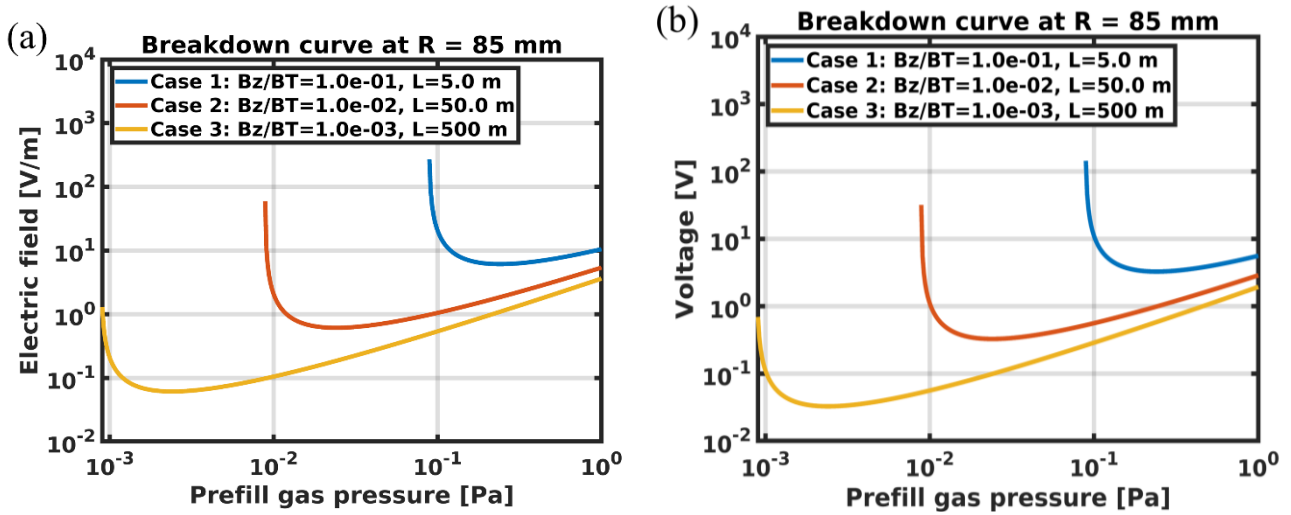 (a)
Breakdown curve at R = 85 mm
Case 1: Bz/BT=1.0e-01, L=5.0 m
Case 2: Bz/BT=1.0e-02, L=50.0 m
Case 3: Bz/BT=1.0e-03, L=500 m
Electric field [V/m]
10^4
10^3
10^2
10^1
10^0
10^-1
10^-2
10^-3
10^-2
10^-1
10^0
Prefill gas pressure [Pa]
(b)
Breakdown curve at R = 85 mm
Case 1: Bz/BT=1.0e-01, L=5.0 m
Case 2: Bz/BT=1.0e-02, L=50.0 m
Case 3: Bz/BT=1.0e-03, L=500 m
Voltage [V]
10^4
10^3
10^2
10^1
10^0
10^-1
10^-2
10^-3
10^-2
10^-1
10^0
Prefill gas pressure [Pa]